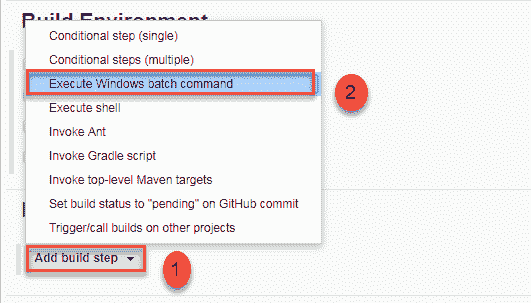 Build Environment
Conditional step (single)
Conditional steps (multiple)
Execute Windows batch command
2
Execute shell
Invoke Ant
Invoke Gradle script
Invoke top-level Maven targets
Set build status to "pending" on GitHub commit
Trigger/call builds on other projects
Add build step
1